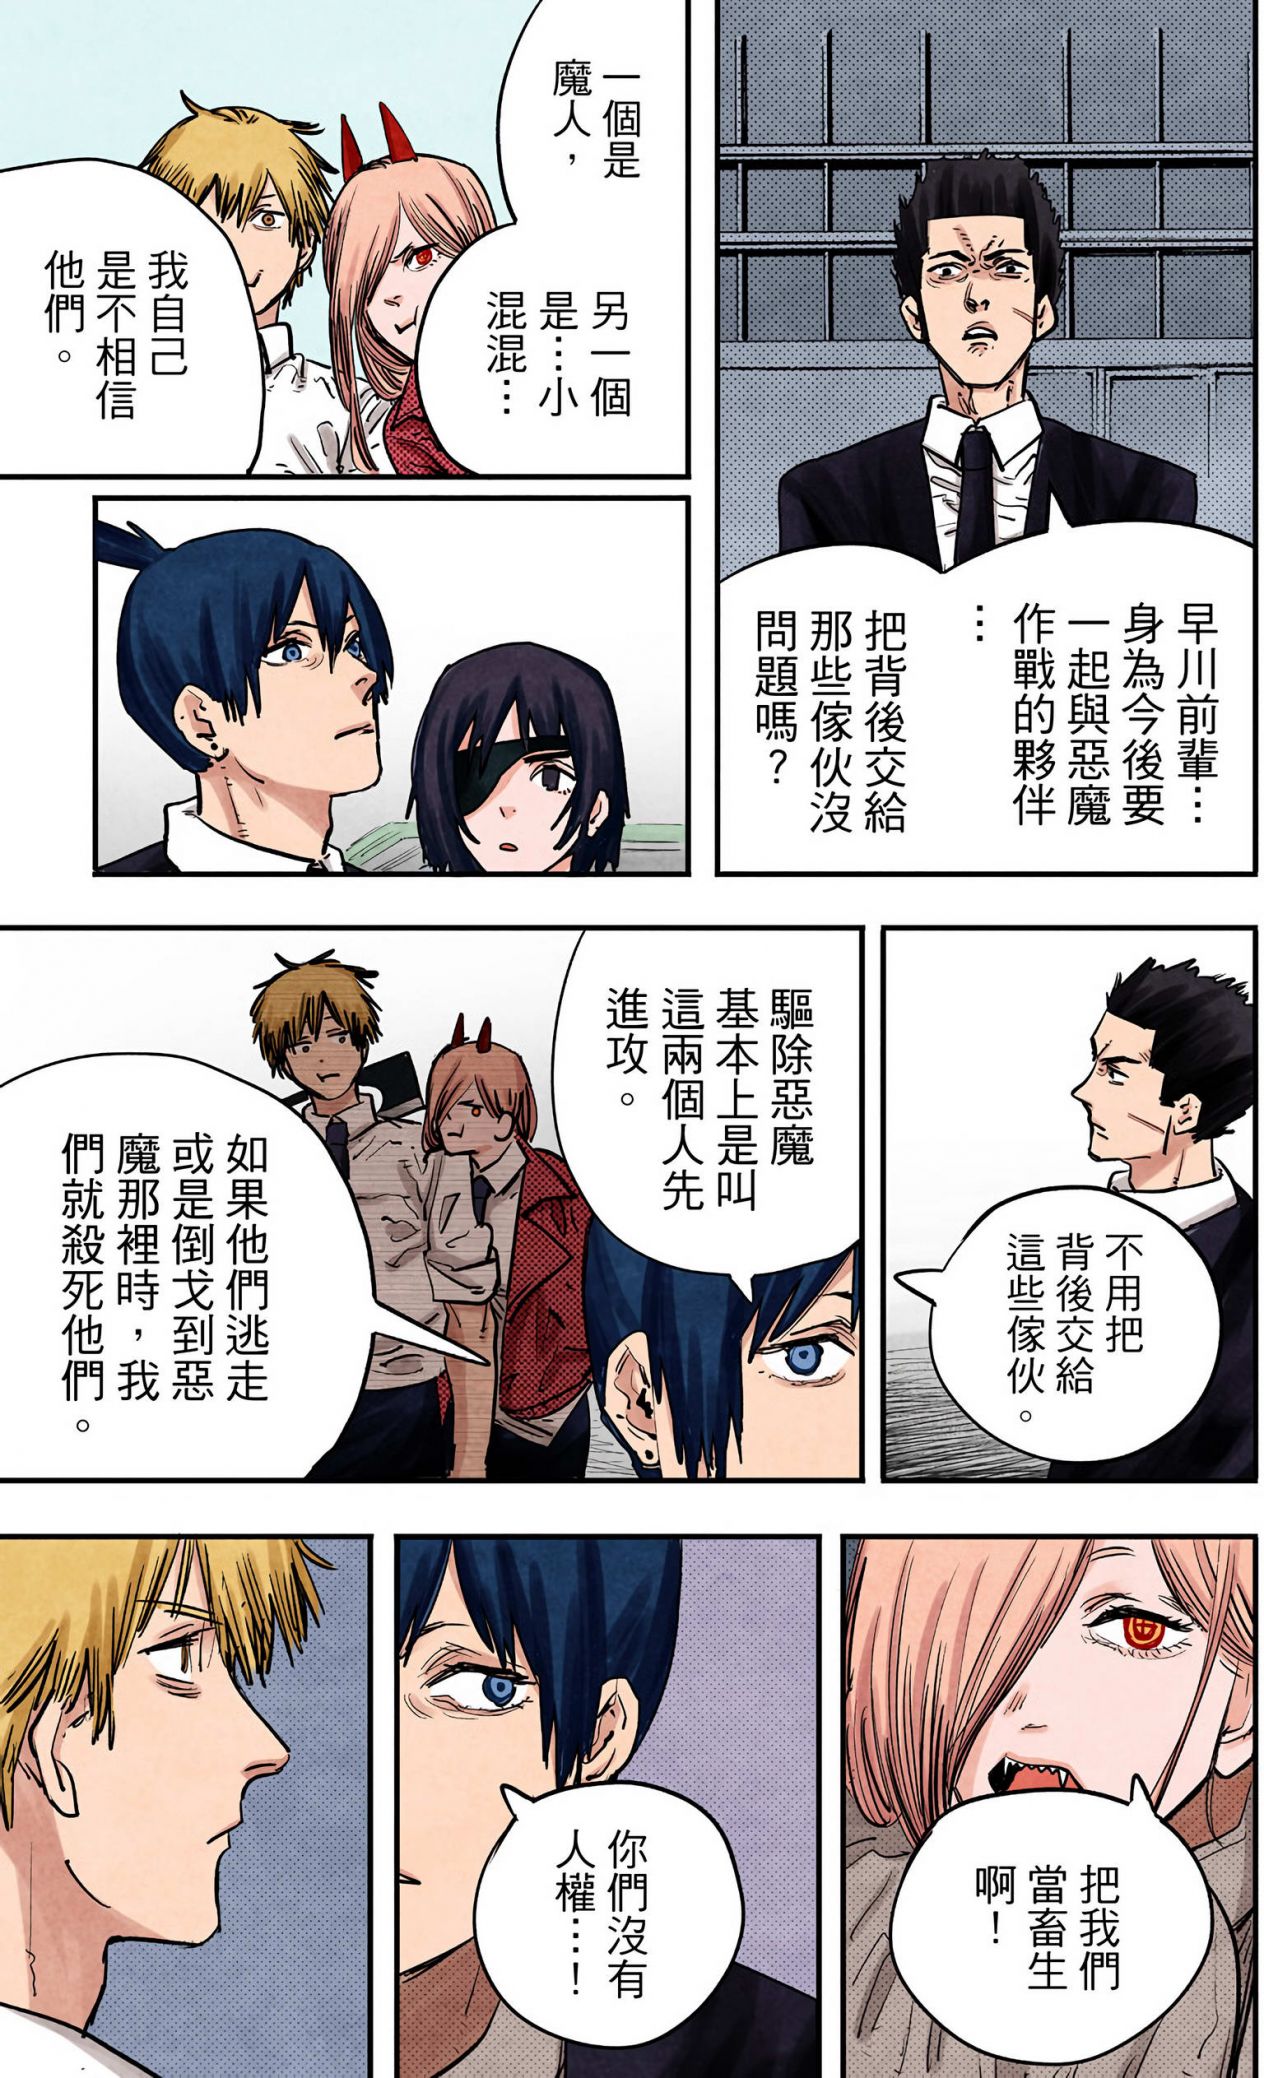 早川前輩…
身為今後要
一起與惡魔
作戰的夥伴
…
把背後交給
那些傢伙沒
問題嗎？
一個是
魔人，
另一個
是…小
混混…
我自己
是不相信
他們。
不用把
背後交給
這些傢伙。
驅除惡魔
基本上是叫
這兩個人先
進攻。
如果他們逃走
或是倒戈到惡
魔那裡時，我
們就殺死他們。
把我們
當畜生
啊！
你們沒有
人權…！